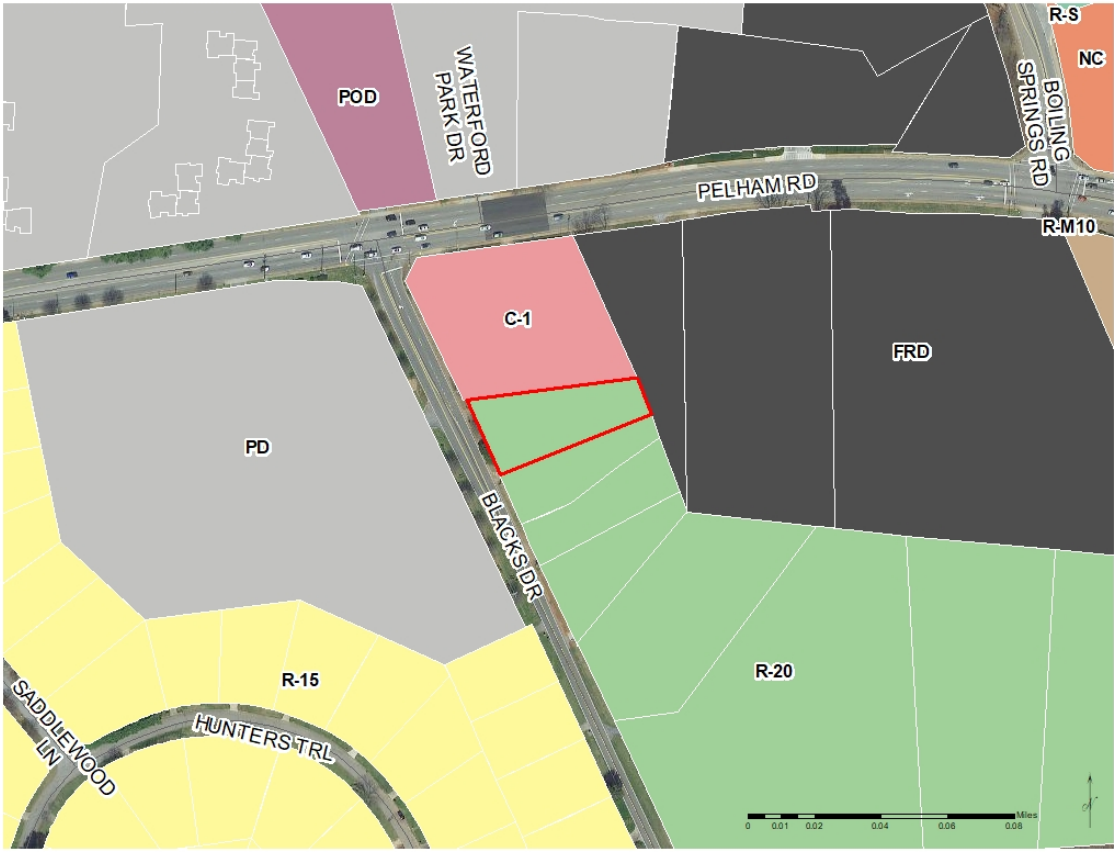 R-S
NC
POD
WATERFORD
PARK DR
BOILING
SPRINGS RD
PELHAM RD
R-M10
C-1
FRD
PD
BLACKS DR
R-20
R-15
SADDLEWOOD
LN
HUNTERS TRL
Miles
0 0.01 0.02 0.04 0.06 0.08
N